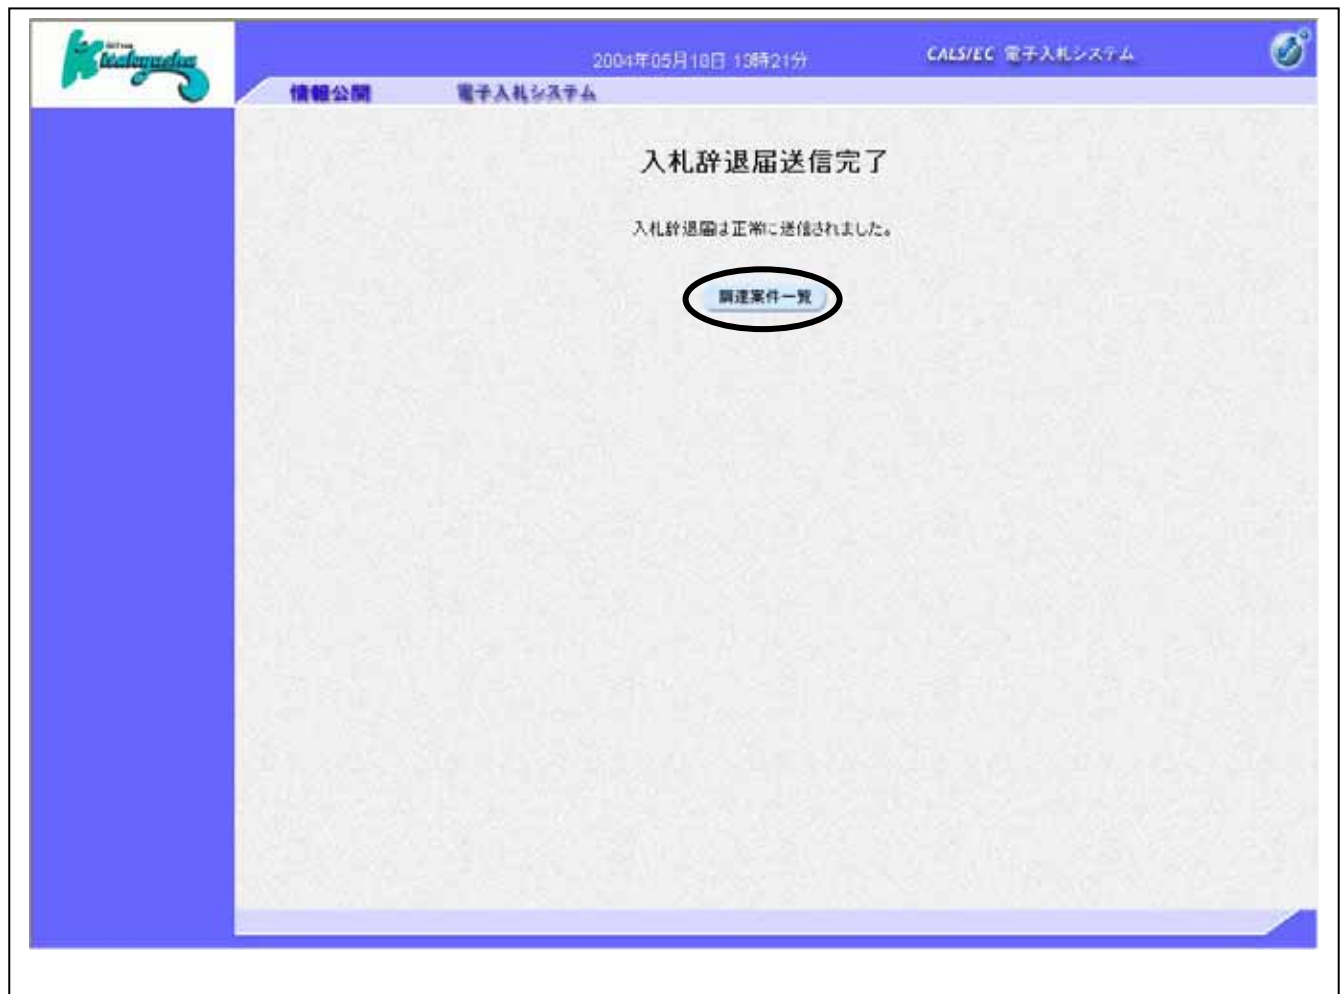 2004年05月10日 13時21分
CALS/EC 電子入札システム
情報公開 電子入札システム
入札辞退届送信完了
入札辞退届は正常に送信されました。
調達案件一覧